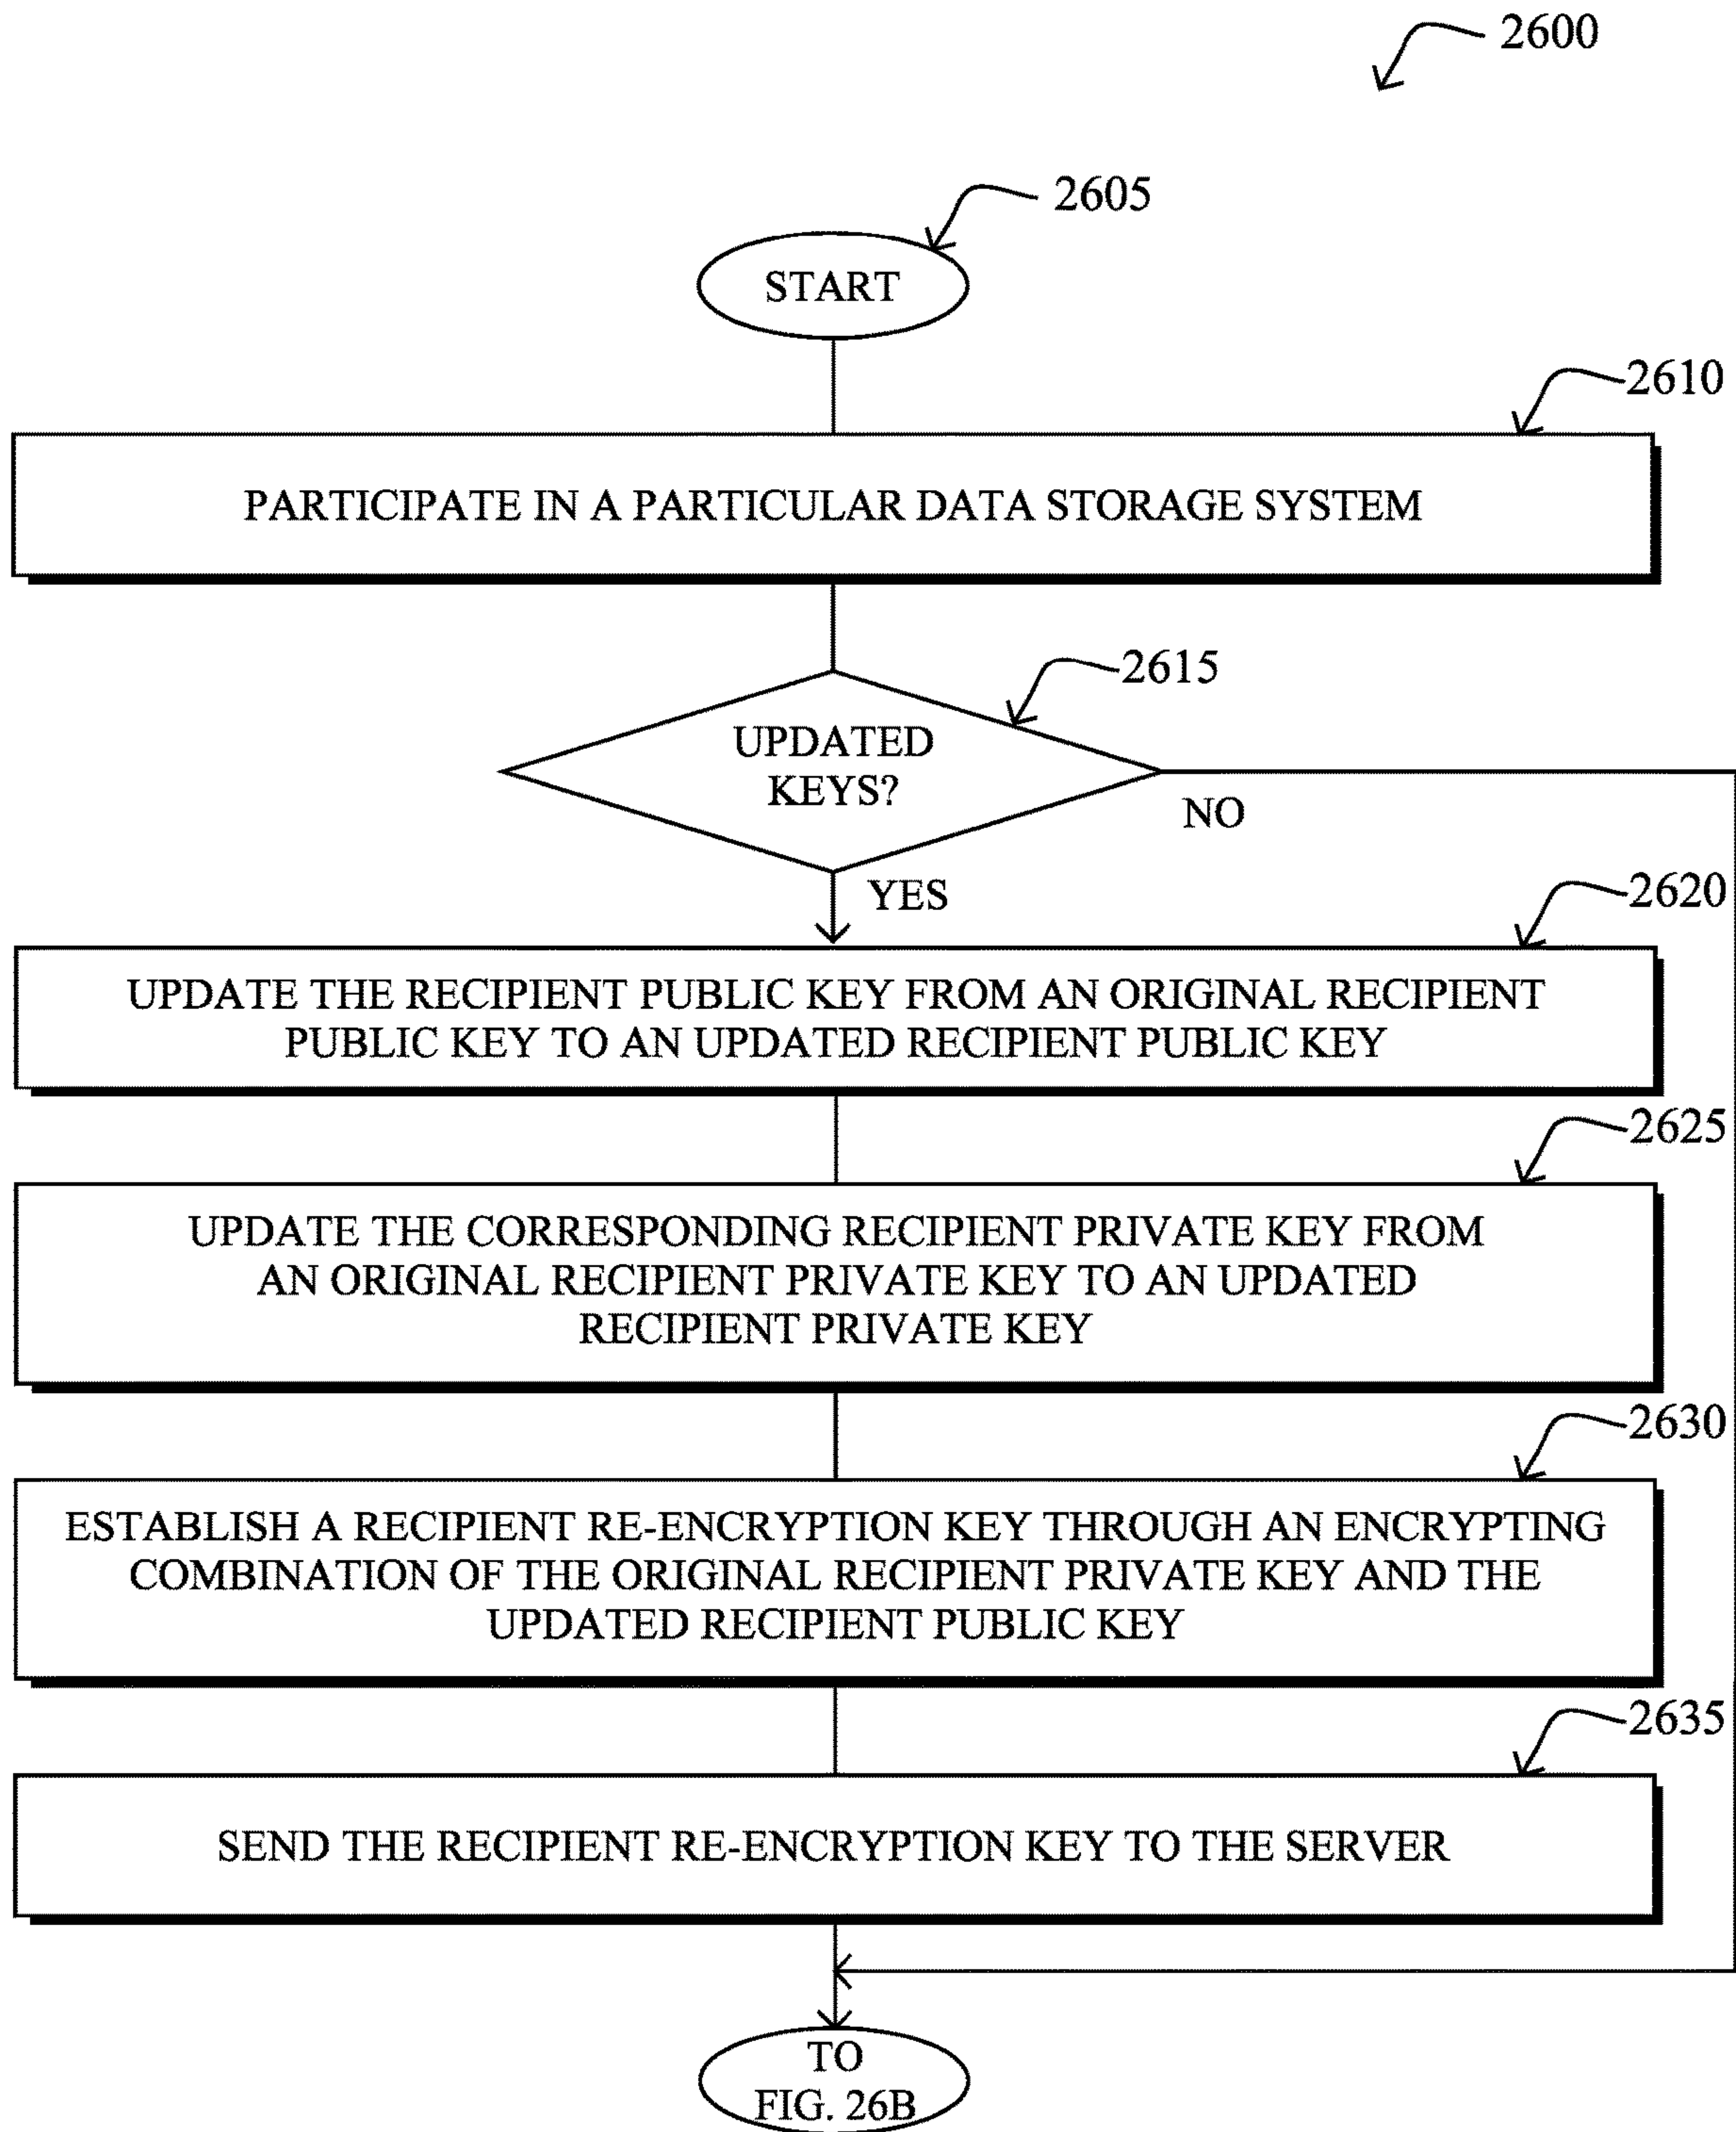 2600
2605
START
2610
PARTICIPATE IN A PARTICULAR DATA STORAGE SYSTEM
2615
UPDATED
KEYS?
NO
YES
2620
UPDATE THE RECIPIENT PUBLIC KEY FROM AN ORIGINAL RECIPIENT
PUBLIC KEY TO AN UPDATED RECIPIENT PUBLIC KEY
2625
UPDATE THE CORRESPONDING RECIPIENT PRIVATE KEY FROM
AN ORIGINAL RECIPIENT PRIVATE KEY TO AN UPDATED
RECIPIENT PRIVATE KEY
2630
ESTABLISH A RECIPIENT RE-ENCRYPTION KEY THROUGH AN ENCRYPTING
COMBINATION OF THE ORIGINAL RECIPIENT PRIVATE KEY AND THE
UPDATED RECIPIENT PUBLIC KEY
2635
SEND THE RECIPIENT RE-ENCRYPTION KEY TO THE SERVER
TO
FIG. 26B